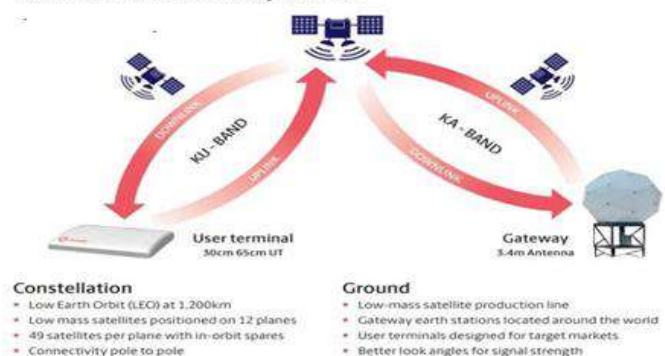 DOWNLINK
KU - BAND
UPLINK
UPLINK
KA - BAND
DOWNLINK
User terminal
30cm 65cm UT
Gateway
3.4m Antenna
Constellation
• Low Earth Orbit (LEO) at 1,200km
• Low mass satellites positioned on 12 planes
• 49 satellites per plane with in-orbit spares
• Connectivity pole to pole
Ground
• Low-mass satellite production line
• Gateway earth stations located around the world
• User terminals designed for target markets
• Better look angles for signal strength